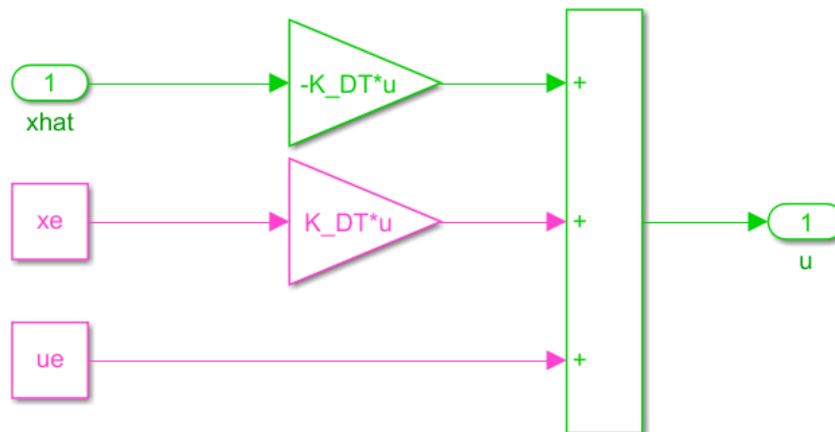 1
-K_DT*u
+
xhat
xe
K_DT*u
+
1
u
ue
+